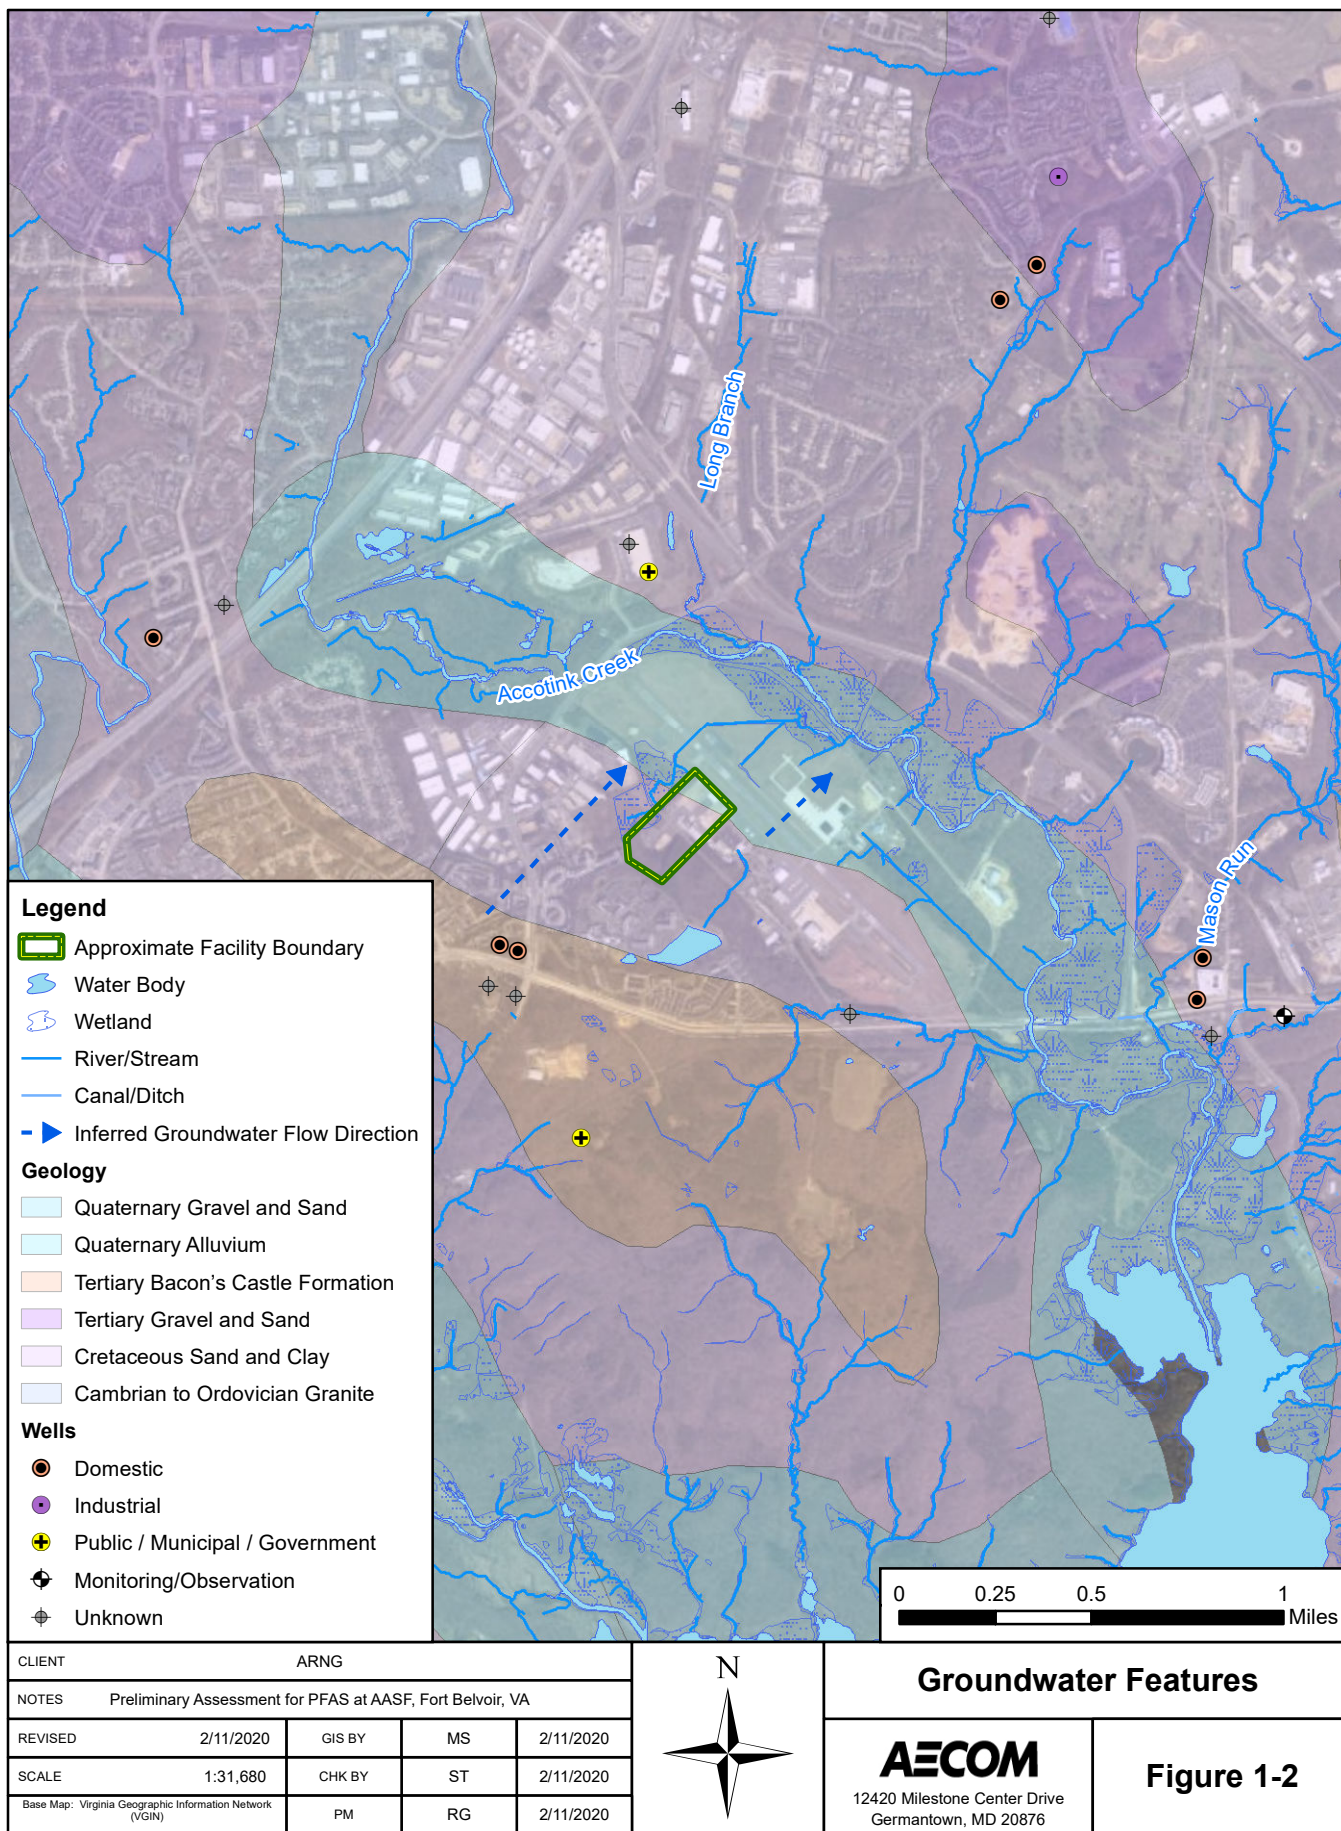 Long Branch
Accotink Creek
Mason Run
Legend
Approximate Facility Boundary
Water Body
Wetland
River/Stream
Canal/Ditch
Inferred Groundwater Flow Direction
Geology
Quaternary Gravel and Sand
Quaternary Alluvium
Tertiary Bacon's Castle Formation
Tertiary Gravel and Sand
Cretaceous Sand and Clay
Cambrian to Ordovician Granite
Wells
Domestic
Industrial
Public / Municipal / Government
Monitoring/Observation
Unknown
0 0.25 0.5 1
Miles
CLIENT ARNG
NOTES Preliminary Assessment for PFAS at AASF, Fort Belvoir, VA
REVISED 2/11/2020 GIS BY MS 2/11/2020
SCALE 1:31,680 CHK BY ST 2/11/2020
Base Map: Virginia Geographic Information Network
(VGIN)
PM RG 2/11/2020
N
Groundwater Features
AECOM
12420 Milestone Center Drive
Germantown, MD 20876
Figure 1-2